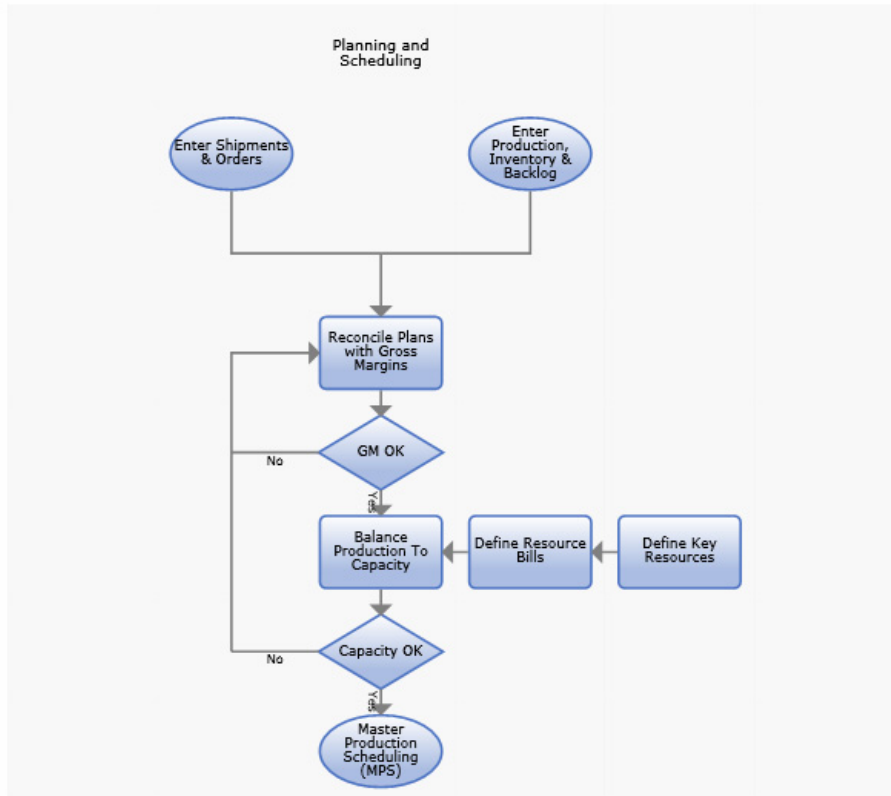 Planning and
Scheduling
Enter Shipments
& Orders
Enter
Production,
Inventory &
Backlog
Reconcile Plans
with Gross
Margins
GM OK
No
Yes
Balance
Production To
Capacity
Define Resource
Bills
Define Key
Resources
Capacity OK
No
Yes
Master
Production
Scheduling
(MPS)